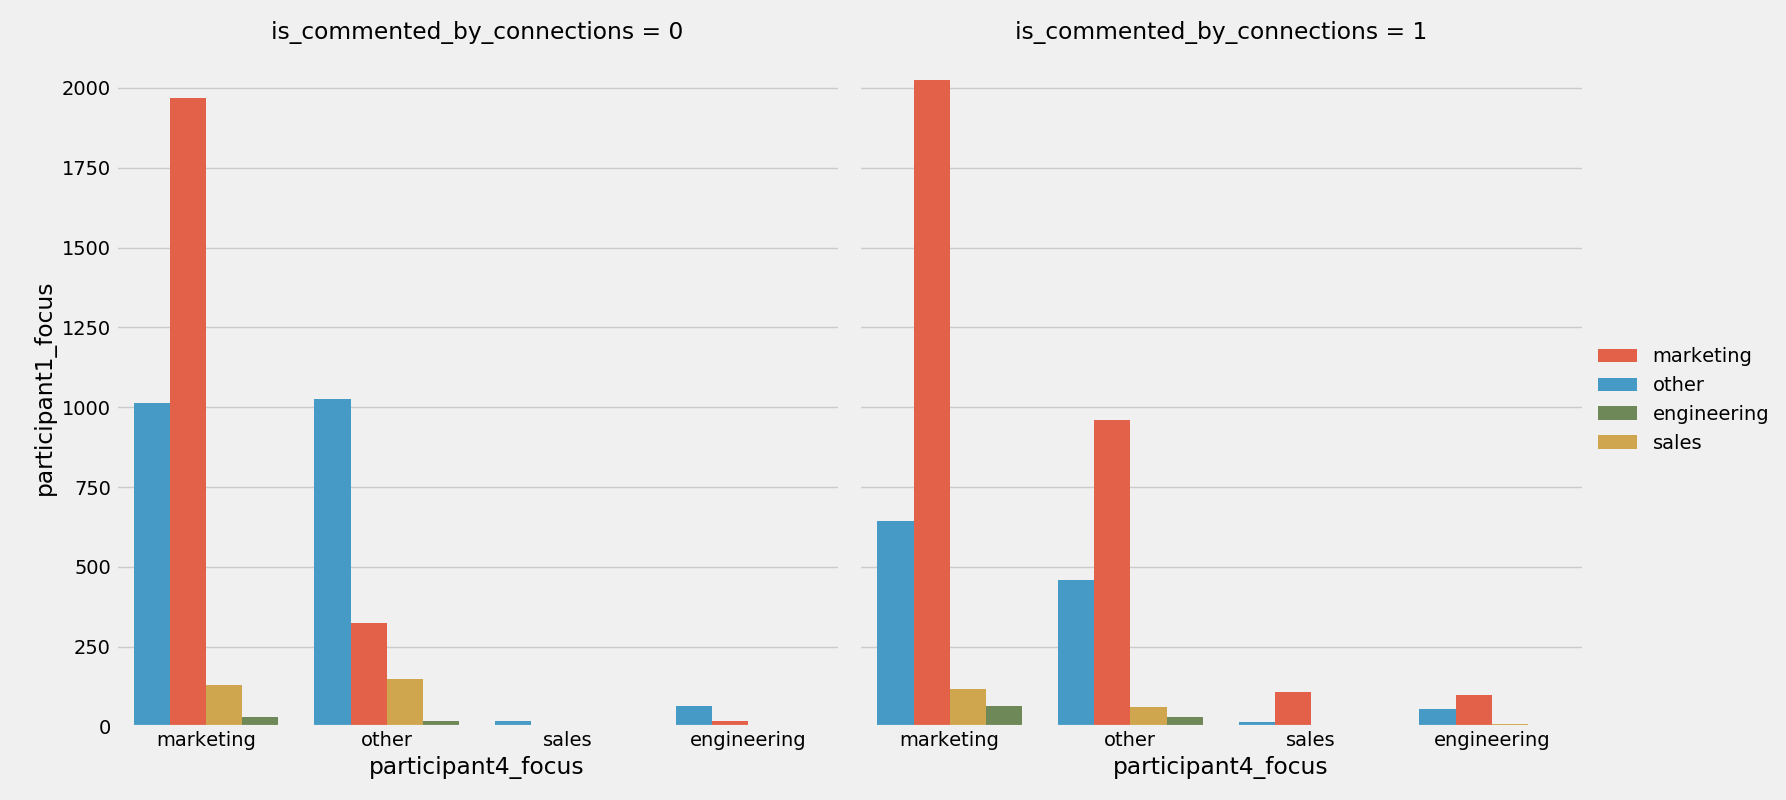 is_commented_by_connections = 0
is_commented_by_connections = 1
participant1_focus
2000
1750
1500
1250
1000
750
500
250
0
marketing other sales engineering
participant4_focus
marketing other sales engineering
participant4_focus
marketing
other
engineering
sales